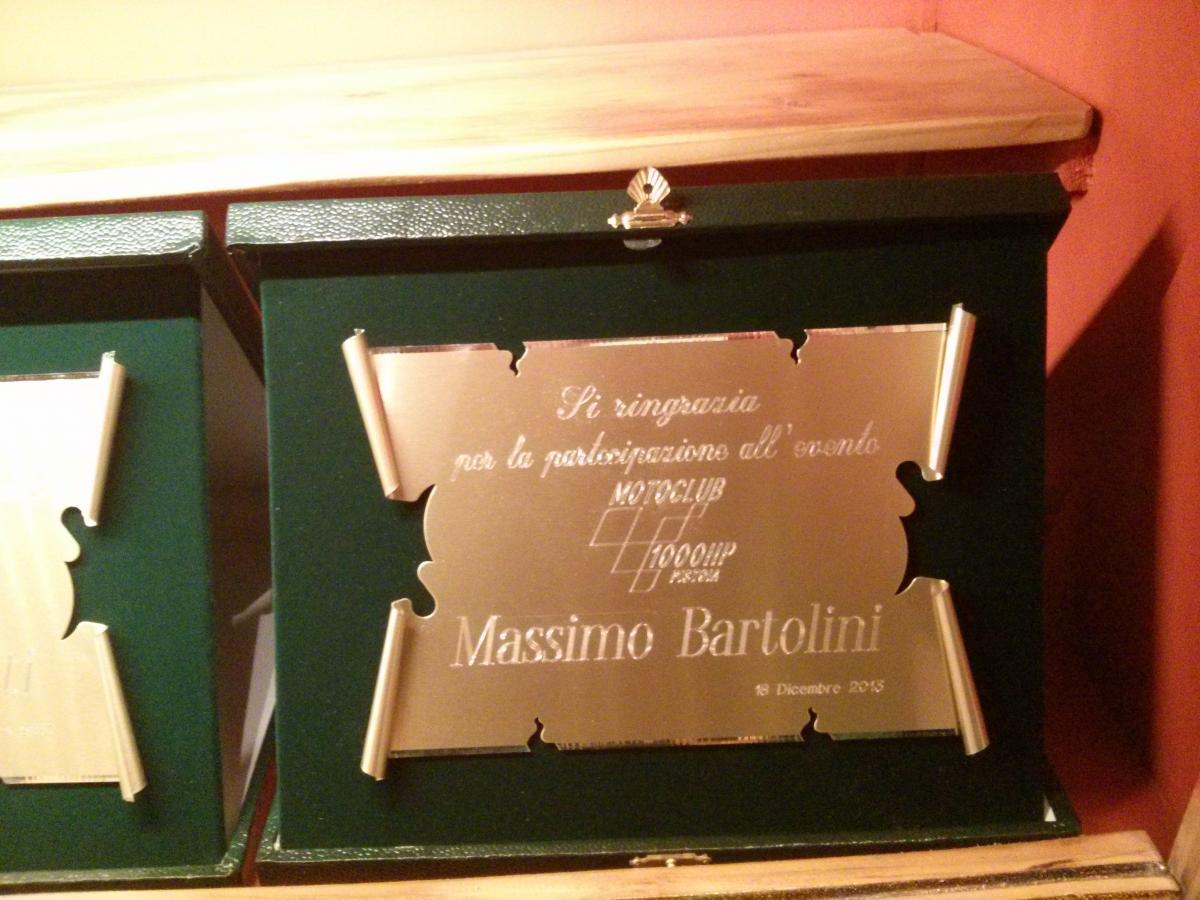 Si ringrazia
per la partecipazione all'evento
MOTOCLUB
1000HP
PISTOIA
Massimo Bartolini
18 Dicembre 2013